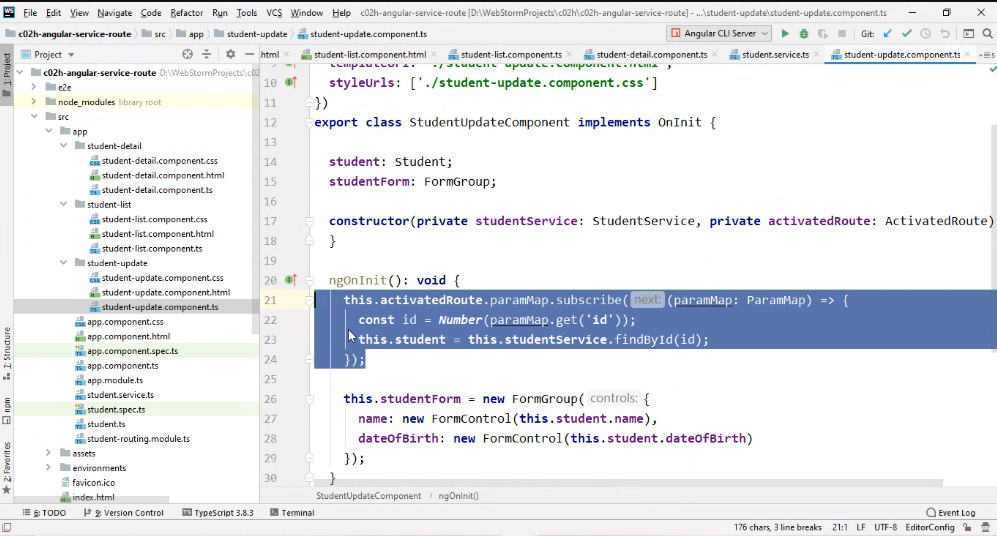 WS File Edit View Navigate Code Refactor Run Tools VCS Window Help c02h-angular-service-route [D:\WebStormProjects\c02h\c02h-angular-service-route] - ...\student-update\student-update.component.ts
c02h-angular-service-route src app student-update student-update.component.ts Angular CLI Server Git:
Project html student-list.component.html student-list.component.ts student-detail.component.ts student.service.ts student-update.component.ts
1: Project
c02h-angular-service-route D:\WebStormProjects\c02
e2e
node_modules library root
src
app
student-detail
student-detail.component.css
student-detail.component.html
student-detail.component.ts
student-list
student-list.component.css
student-list.component.html
student-list.component.ts
student-update
student-update.component.css
student-update.component.html
student-update.component.ts
app.component.css
app.component.html
app.component.spec.ts
app.component.ts
app.module.ts
student.service.ts
student.spec.ts
student.ts
student-routing.module.ts
assets
environments
favicon.ico
index.html
7: Structure
npm
2: Favorites
templateUrl: './student-update.component.html',
10 styleUrls: ['./student-update.component.css']
11 })
12 export class StudentUpdateComponent implements OnInit {
13
14 student: Student;
15 studentForm: FormGroup;
16
17 constructor(private studentService: StudentService, private activatedRoute: ActivatedRoute)
18 }
19
20 ngOnInit(): void {
21 this.activatedRoute.paramMap.subscribe( next: (paramMap: ParamMap) => {
22 const id = Number(paramMap.get('id'));
23 this.student = this.studentService.findById(id);
24 });
25
26 this.studentForm = new FormGroup( controls: {
27 name: new FormControl(this.student.name),
28 dateOfBirth: new FormControl(this.student.dateOfBirth)
29 });
30 }
StudentUpdateComponent › ngOnInit()
6: TODO 9: Version Control TypeScript 3.8.3 Terminal Event Log
176 chars, 3 line breaks 21:1 LF UTF-8 EditorConfig